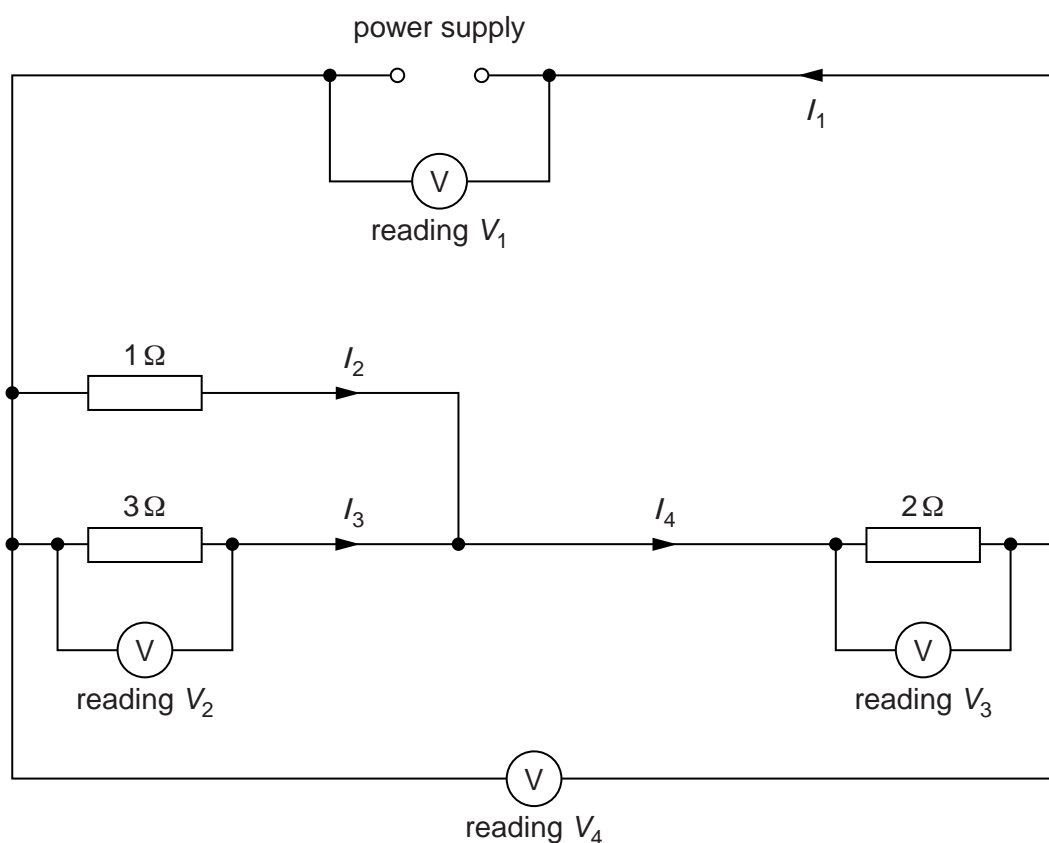 power supply
I1
V
reading V1
1 Ω
I2
3 Ω
I3
I4
2 Ω
V
V
reading V2
reading V3
V
reading V4